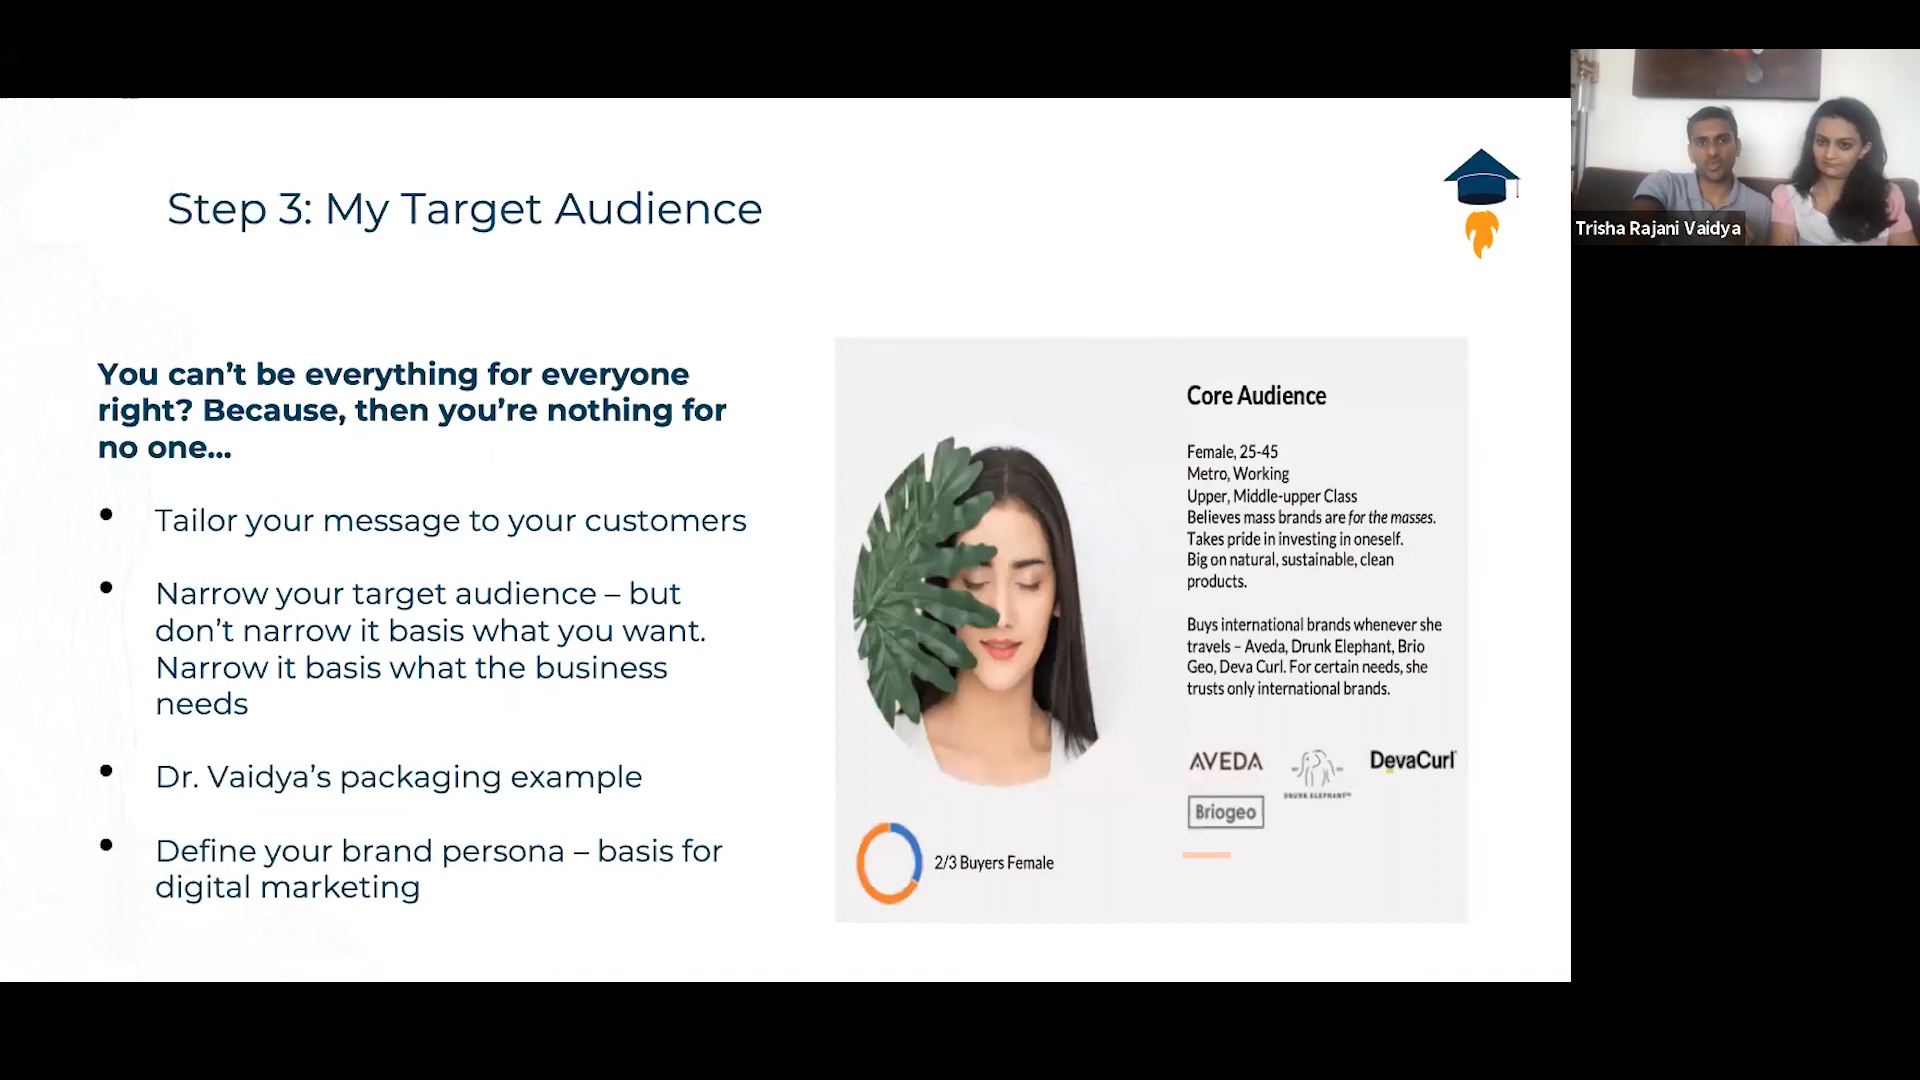 Step 3: My Target Audience
You can’t be everything for everyone
right? Because, then you’re nothing for
no one...
Tailor your message to your customers
Narrow your target audience – but
don’t narrow it basis what you want.
Narrow it basis what the business
needs
Dr. Vaidya’s packaging example
Define your brand persona – basis for
digital marketing
Core Audience
Female, 25-45
Metro, Working
Upper, Middle-upper Class
Believes mass brands are for the masses.
Takes pride in investing in oneself.
Big on natural, sustainable, clean
products.
Buys international brands whenever she
travels – Aveda, Drunk Elephant, Brio
Geo, Deva Curl. For certain needs, she
trusts only international brands.
AVEDA
DRUNK ELEPHANT™
DevaCurl
Briogeo
2/3 Buyers Female
Trisha Rajani Vaidya